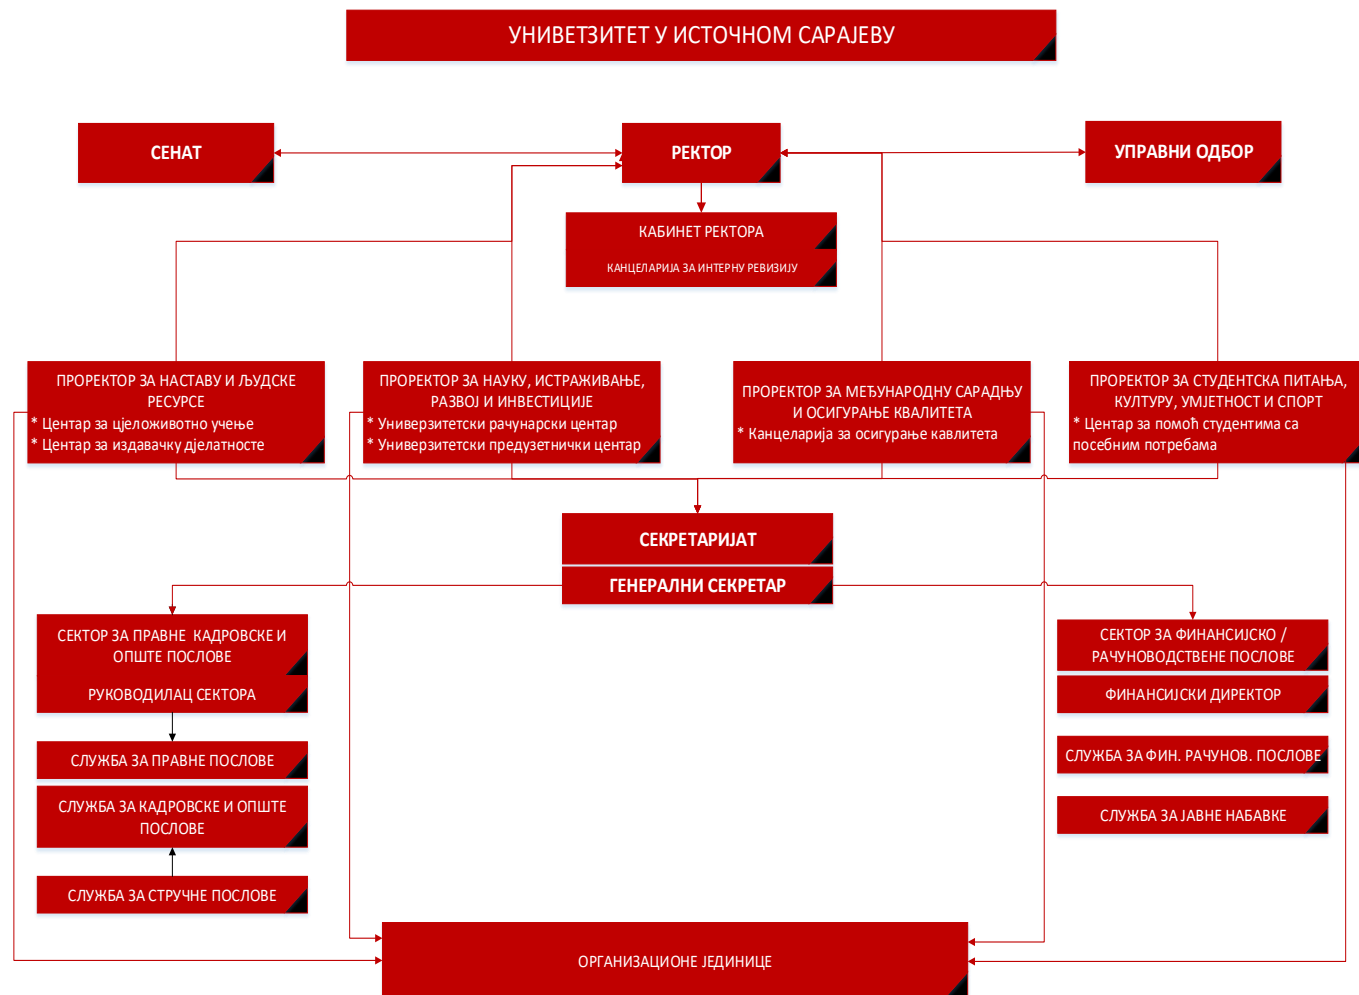 УНИВЕТЗИТЕТ У ИСТОЧНОМ САРАЈЕВУ
СЕНАТ
РЕКТОР
УПРАВНИ ОДБОР
КАБИНЕТ РЕКТОРА
КАНЦЕЛАРИЈА ЗА ИНТЕРНУ РЕВИЗИЈУ
ПРОРЕКТОР ЗА НАСТАВУ И ЉУДСКЕ
РЕСУРСЕ
* Центар за цјеложивотно учење
* Центар за издавачку дјелатносте
ПРОРЕКТОР ЗА НАУКУ, ИСТРАЖИВАЊЕ,
РАЗВОЈ И ИНВЕСТИЦИЈЕ
* Универзитетски рачунарски центар
* Универзитетски предузетнички центар
ПРОРЕКТОР ЗА МЕЂУНАРОДНУ САРАДЊУ
И ОСИГУРАЊЕ КВАЛИТЕТА
* Канцеларија за осигурање кавлитета
ПРОРЕКТОР ЗА СТУДЕНТСКА ПИТАЊА,
КУЛТУРУ, УМЈЕТНОСТ И СПОРТ
* Центар за помоћ студентима са
посебним потребама
СЕКРЕТАРИЈАТ
ГЕНЕРАЛНИ СЕКРЕТАР
СЕКТОР ЗА ПРАВНЕ КАДРОВСКЕ И
ОПШТЕ ПОСЛОВЕ
РУКОВОДИЛАЦ СЕКТОРА
СЛУЖБА ЗА ПРАВНЕ ПОСЛОВЕ
СЛУЖБА ЗА КАДРОВСКЕ И ОПШТЕ
ПОСЛОВЕ
СЛУЖБА ЗА СТРУЧНЕ ПОСЛОВЕ
СЕКТОР ЗА ФИНАНСИЈСКО /
РАЧУНОВОДСТВЕНЕ ПОСЛОВЕ
ФИНАНСИЈСКИ ДИРЕКТОР
СЛУЖБА ЗА ФИН. РАЧУНОВ. ПОСЛОВЕ
СЛУЖБА ЗА ЈАВНЕ НАБАВКЕ
ОРГАНИЗАЦИОНЕ ЈЕДИНИЦЕ